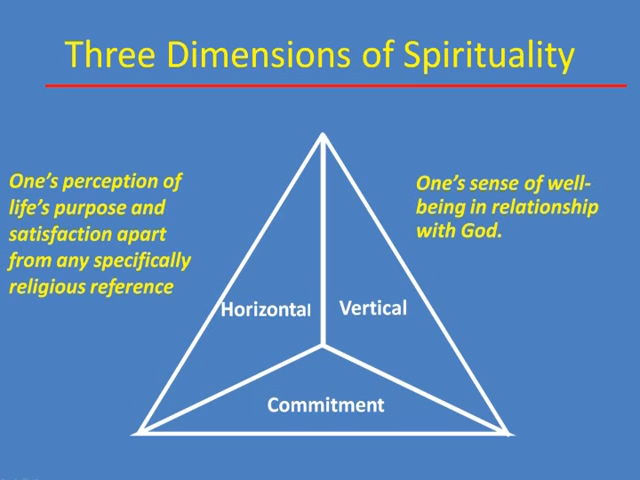 Three Dimensions of Spirituality
One’s perception of
life’s purpose and
satisfaction apart
from any specifically
religious reference
One’s sense of well-
being in relationship
with God.
Horizontal
Vertical
Commitment